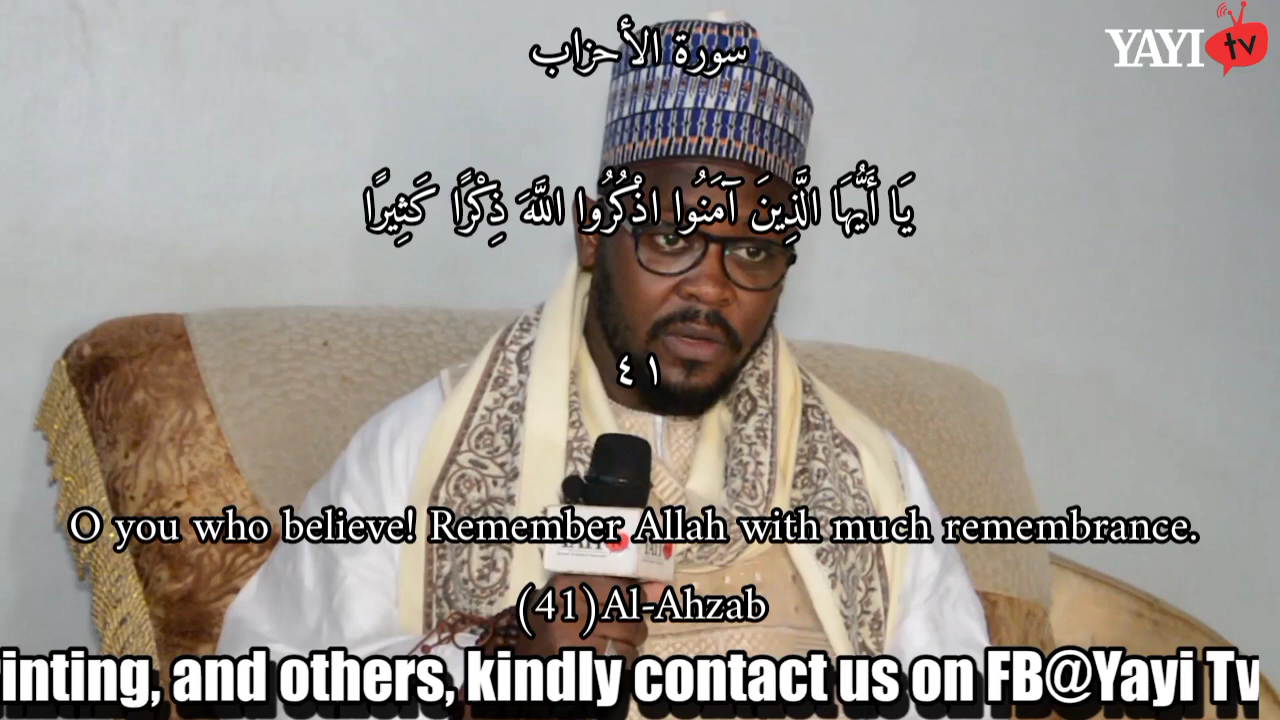 سورة الأحزاب
YAYI tv
يَا أَيُّهَا الَّذِينَ آمَنُوا اذْكُرُوا اللَّهَ ذِكْرًا كَثِيرًا
٤١
O you who believe! Remember Allah with much remembrance.
YAYI
(41)Al-Ahzab
inting, and others, kindly contact us on FB@Yayi Tv